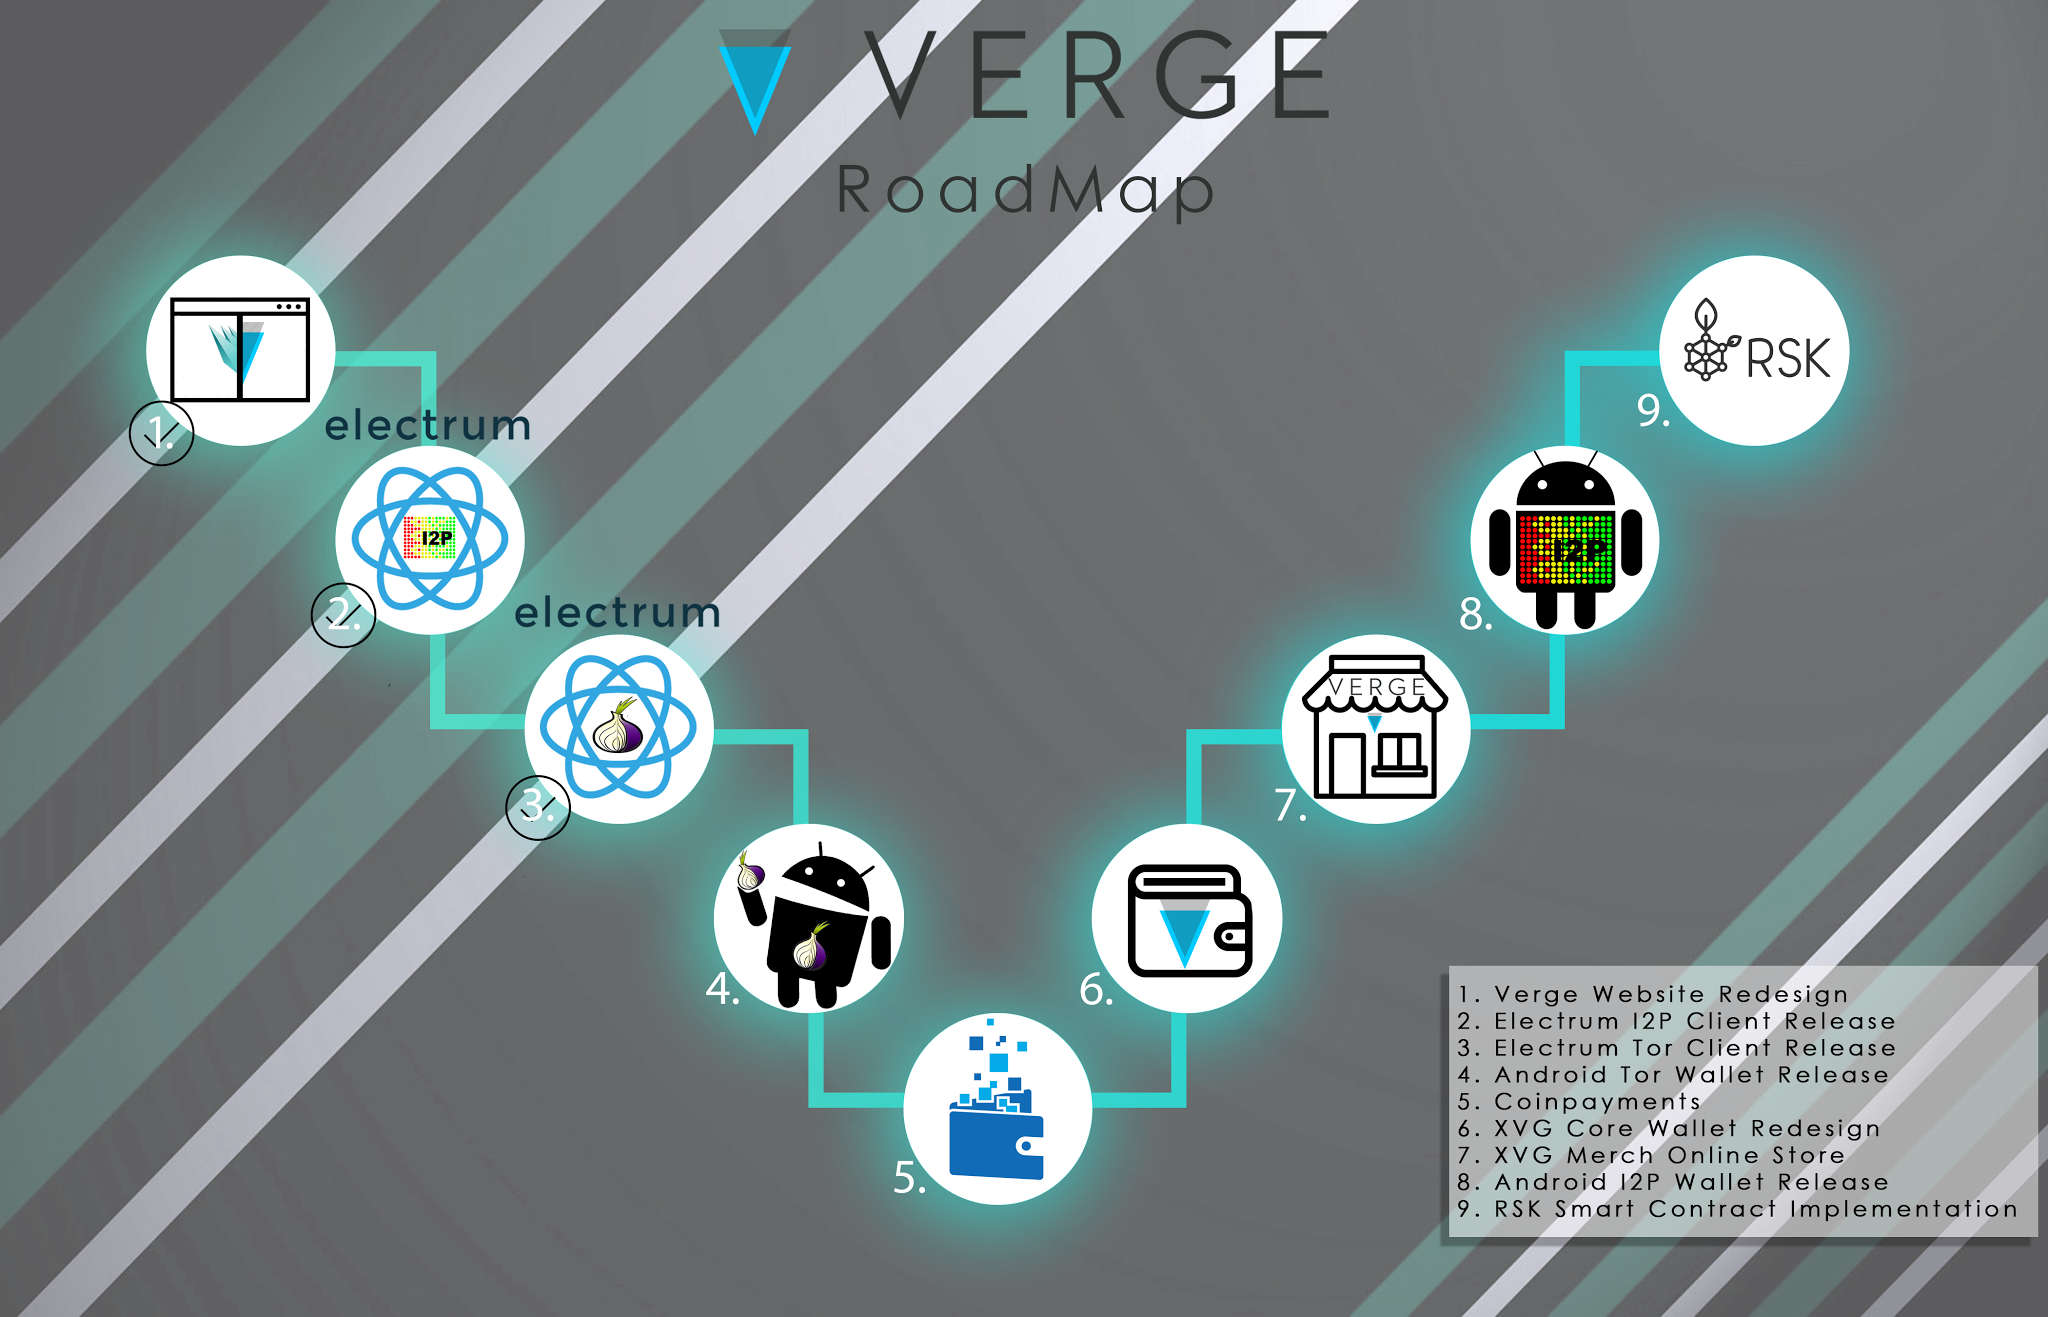 VERGE
RoadMap
1.
electrum
I2P
2.
electrum
3.
4.
5.
6.
VERGE
7.
I2P
8.
RSK
9.
1. Verge Website Redesign
2. Electrum I2P Client Release
3. Electrum Tor Client Release
4. Android Tor Wallet Release
5. Coinpayments
6. XVG Core Wallet Redesign
7. XVG Merch Online Store
8. Android I2P Wallet Release
9. RSK Smart Contract Implementation